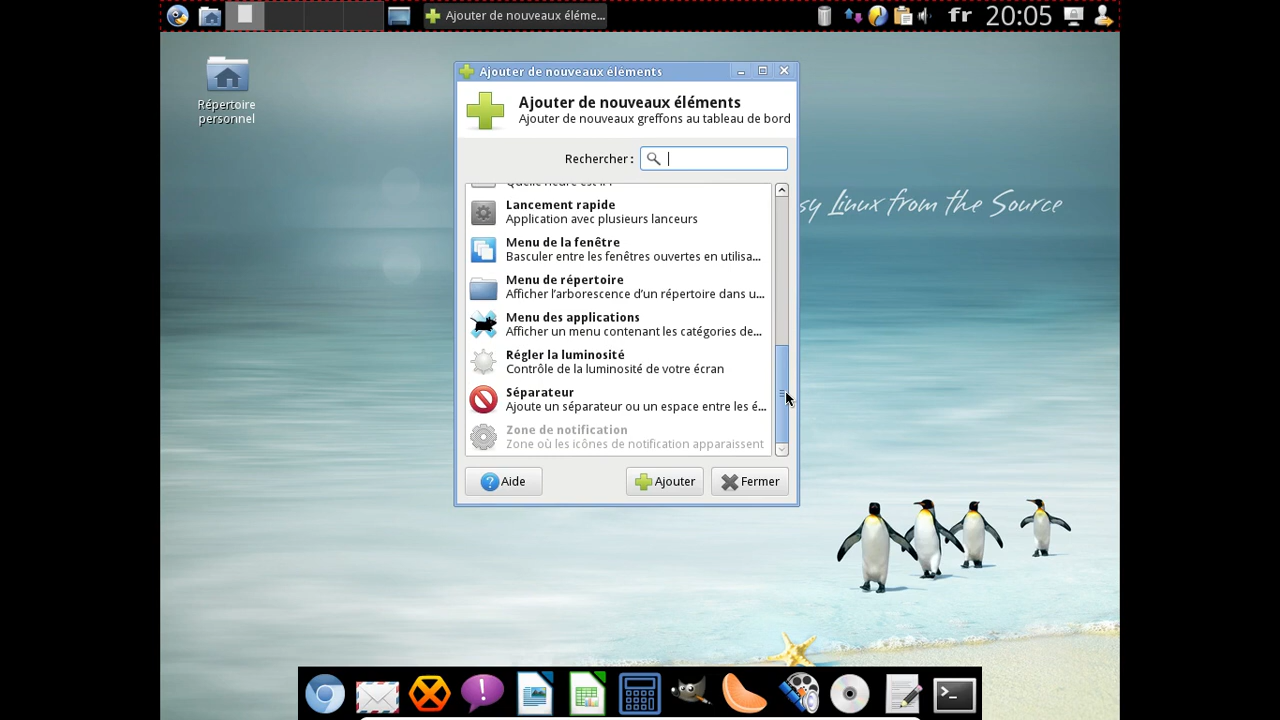 Ajouter de nouveaux éléme...
fr
20:05
Répertoire
personnel
Ajouter de nouveaux éléments
Ajouter de nouveaux éléments
Ajouter de nouveaux greffons au tableau de bord
Rechercher :
Quelle heure est il ?
Lancement rapide
Application avec plusieurs lanceurs
Menu de la fenêtre
Basculer entre les fenêtres ouvertes en utilisa...
Menu de répertoire
Afficher l'arborescence d'un répertoire dans u...
Menu des applications
Afficher un menu contenant les catégories de...
Régler la luminosité
Contrôle de la luminosité de votre écran
Séparateur
Ajoute un séparateur ou un espace entre les é...
Zone de notification
Zone où les icônes de notification apparaissent
Aide
Ajouter
Fermer
sy Linux from the Source